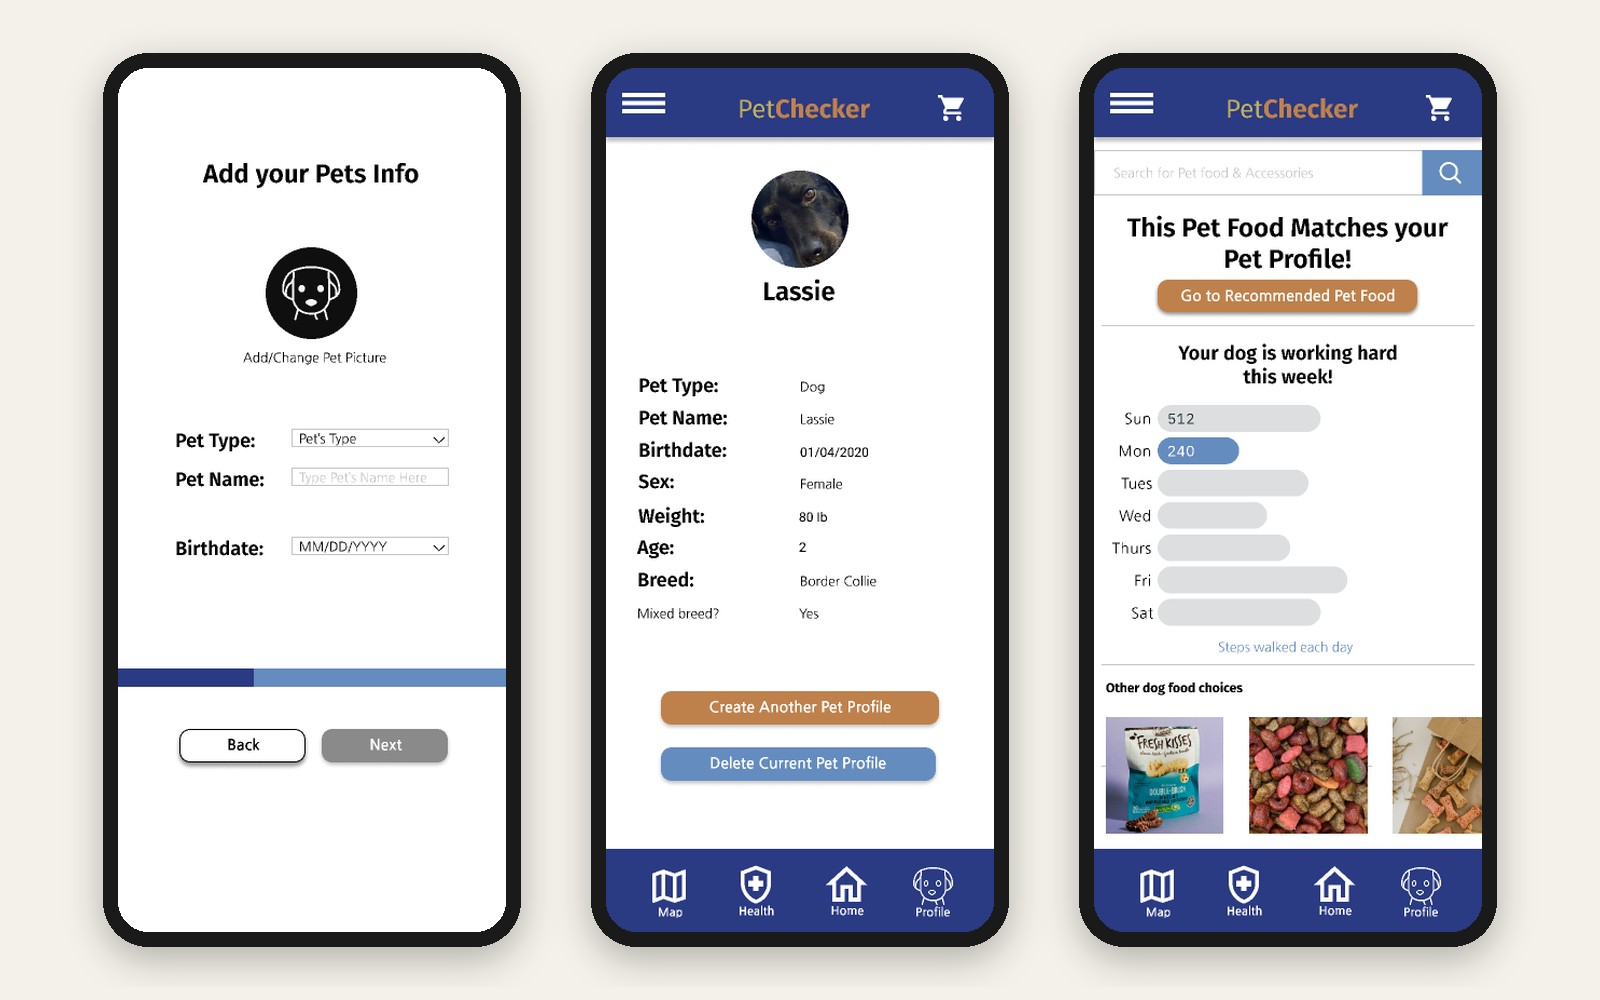 Add your Pets Info
Add/Change Pet Picture
Pet Type: Pet's Type
Pet Name: Type Pet's Name Here
Birthdate: MM/DD/YYYY
Back Next
PetChecker
Lassie
Pet Type: Dog
Pet Name: Lassie
Birthdate: 01/04/2020
Sex: Female
Weight: 80 lb
Age: 2
Breed: Border Collie
Mixed breed? Yes
Create Another Pet Profile
Delete Current Pet Profile
Map Health Home Profile
PetChecker
Search for Pet food & Accessories
This Pet Food Matches your
Pet Profile!
Go to Recommended Pet Food
Your dog is working hard
this week!
Sun 512
Mon 240
Tues
Wed
Thurs
Fri
Sat
Steps walked each day
Other dog food choices
FRESH KISSES
DOUBLE-BRUSH
Map Health Home Profile